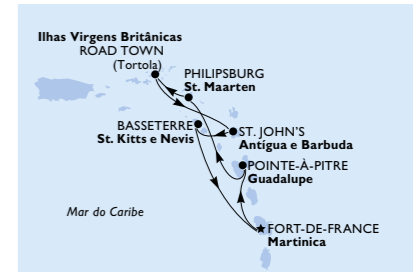 Ilhas Virgens Britânicas
ROAD TOWN
(Tortola)
PHILIPSBURG
St. Maarten
BASSETERRE
St. Kitts e Nevis
ST. JOHN'S
Antígua e Barbuda
POINTE-À-PITRE
Guadalupe
Mar do Caribe
FORT-DE-FRANCE
Martinica